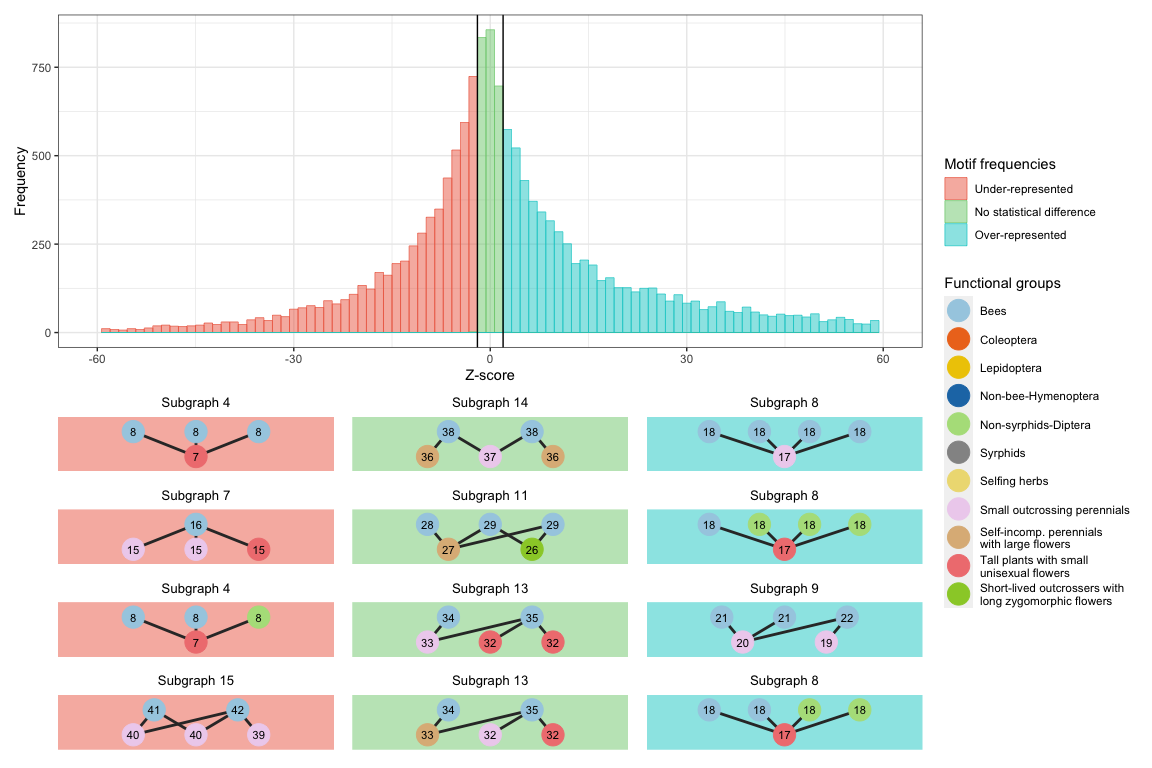 750
500
250
0
Frequency
-60
-30
0
30
60
Z-score
Motif frequencies
Under-represented
No statistical difference
Over-represented
Functional groups
Bees
Coleoptera
Lepidoptera
Non-bee-Hymenoptera
Non-syrphids-Diptera
Syrphids
Selfing herbs
Small outcrossing perennials
Self-incomp. perennials
with large flowers
Tall plants with small
unisexual flowers
Short-lived outcrossers with
long zygomorphic flowers
Subgraph 4
8 8 8
7
Subgraph 14
38 38
36 37 36
Subgraph 8
18 18 18 18
17
Subgraph 7
16
15 15 15
Subgraph 11
28 29 29
27 26
Subgraph 8
18 18 18 18
17
Subgraph 4
8 8 8
7
Subgraph 13
34 35
33 32 32
Subgraph 9
21 21 22
20 19
Subgraph 15
41 42
40 40 39
Subgraph 13
34 35
33 32 32
Subgraph 8
18 18 18 18
17